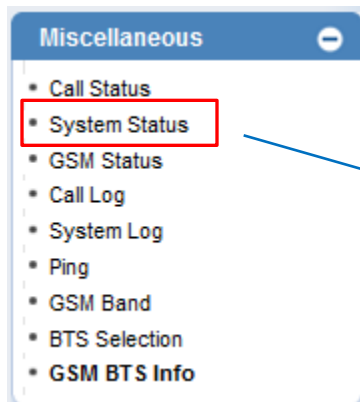 Miscellaneous
Call Status
System Status
GSM Status
Call Log
System Log
Ping
GSM Band
BTS Selection
GSM BTS Info